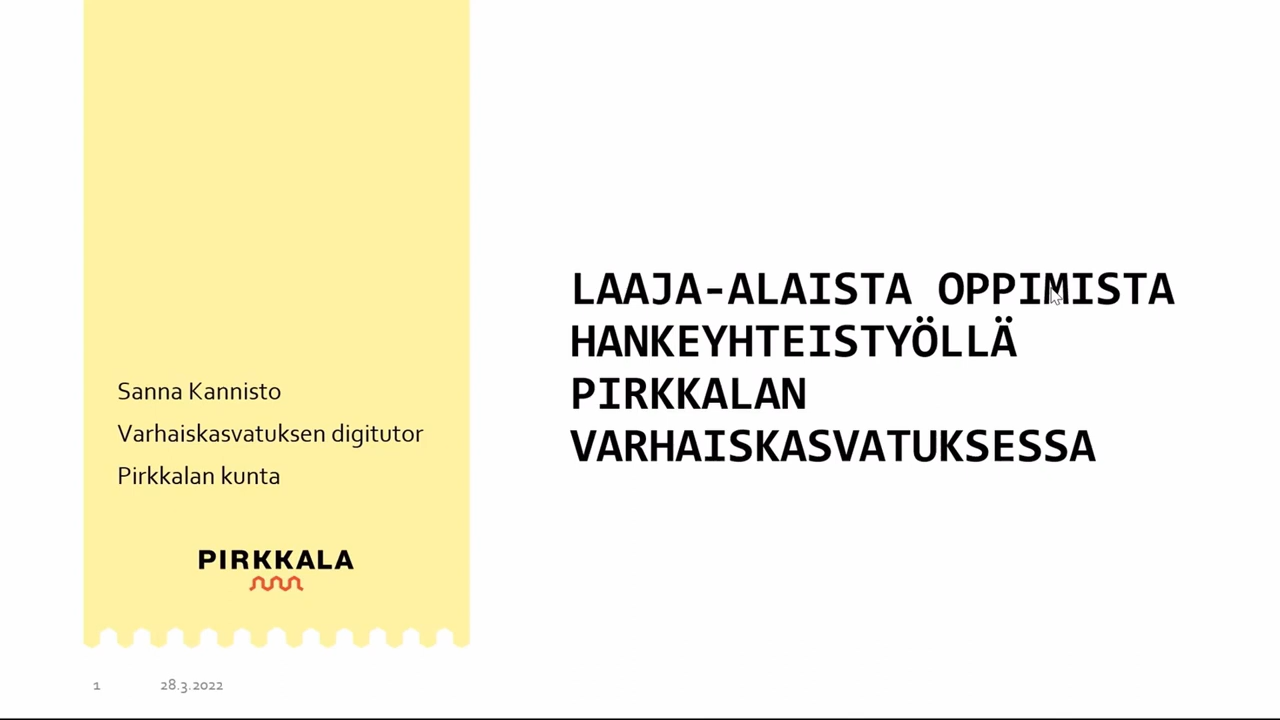 Sanna Kannisto
Varhaiskasvatuksen digitutor
Pirkkalan kunta
PIRKKALA
LAAJA-ALAISTA OPPIMISTA
HANKEYHTEISTYÖLLÄ
PIRKKALAN
VARHAISKASVATUKSESSA
1 28.3.2022